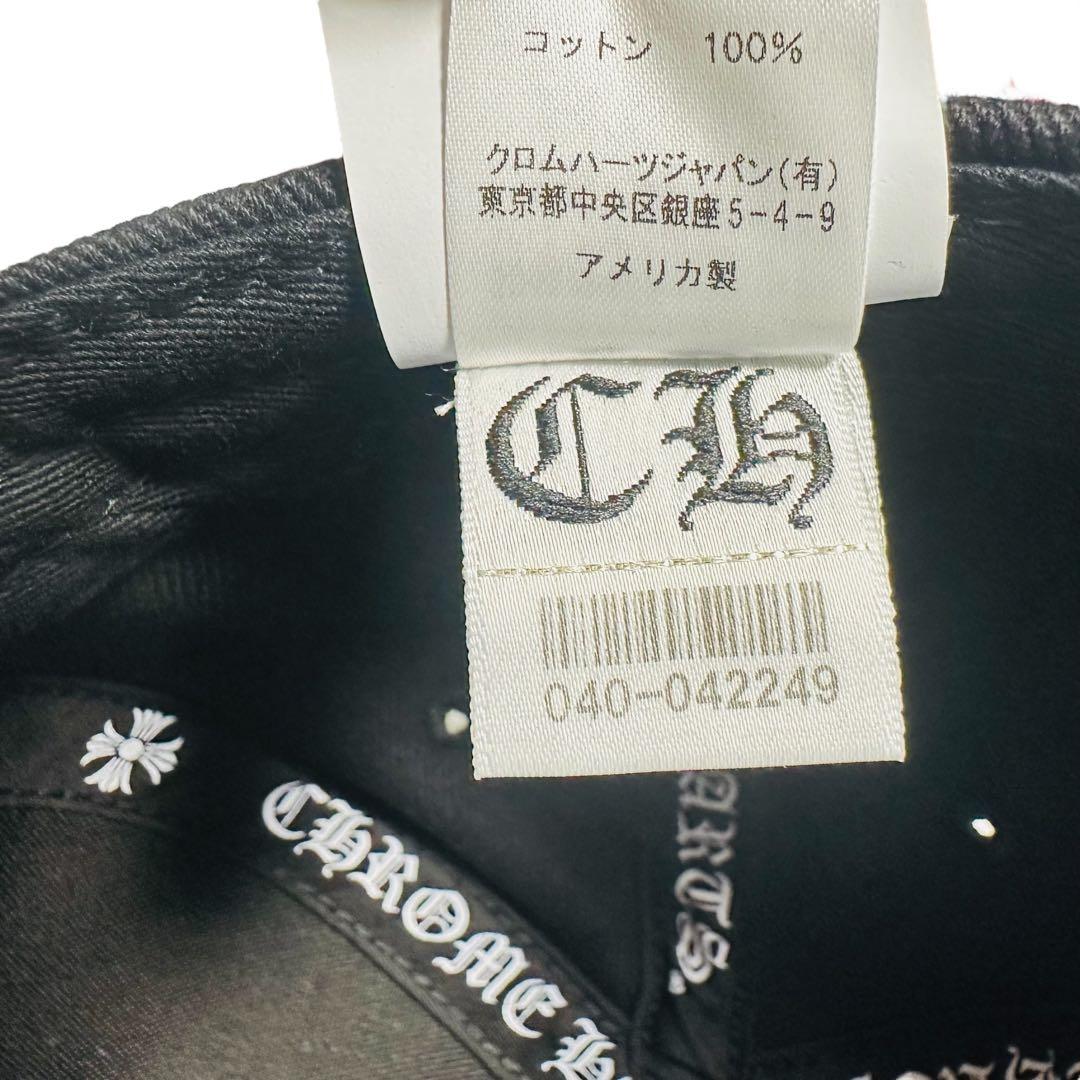 コットン 100%
クロムハーツジャパン(有)
東京都中央区銀座5-4-9
アメリカ製
CH
040-042249
CHROME H
ARTS